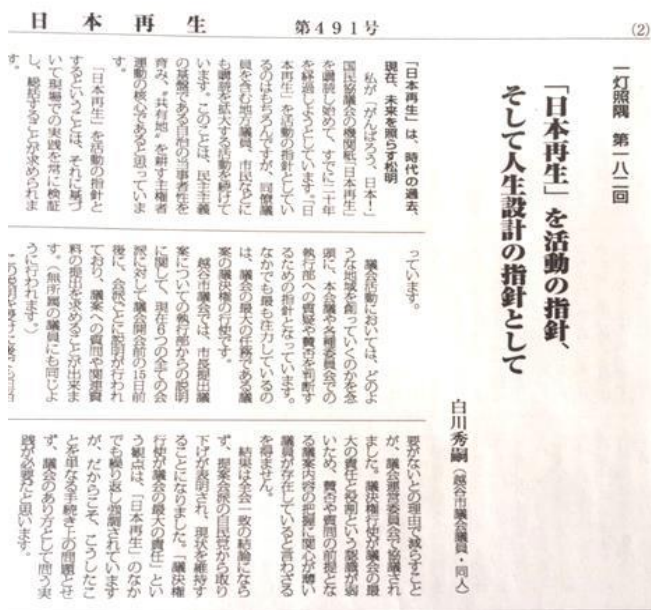 日本再生
第491号
(2)
一灯照隅 第一八二回
「日本再生」を活動の指針、
そして人生設計の指針として
白川秀嗣（越谷市議会議員・同人）
「日本再生」は、時代の過去、
現在、未来を照らす松明
私が「がんばろう、日本！
国民協議会の機関紙「日本再生」
を購読し始めて、すでに二十年
を経過しようとしています。「日
本再生」を活動の指針としてい
るのはもちろんですが、同僚議
員を含む地方議員、市民などに
も購読を拡大する活動を続けて
います。このことは、民主主義
の基盤である自治の当事者性を
育み、"共有地"を耕す主権者
運動の核心であると思っていま
す。
「日本再生」を活動の指針と
するということは、それに基づ
いて現場での実践を常に検証
し、総括することが求められま
す。
っています。
議会活動においては、どのよ
うな地域を創っていくのかを念
頭に、本会議や各種委員会での
執行部への質疑や賛否を判断す
るための指針となっています。
なかでも最も注力しているの
は、議会の最大の任務である議
案の議決権の行使です。
越谷市議会では、市長提出議
案についての執行部からの説明
に関して、現在6つの全ての会
派に対して議会開会前の15日前
後に、会派ごとに説明が行われ
ており、議案への質問や関連資
料の提出を求めることが出来ま
す。（無所属の議員にも同じよ
うに行われます。）
要がないとの理由で減らすこと
が、議会運営委員会で協議され
ました。議決権行使が議会の最
大の責任と役割という認識が弱
いため、賛否や質問の前提とな
る議案内容の把握に関心が薄い
議員が存在していると言わざる
を得ません。
結果は全会一致の結論になら
ず、提案会派の自民党から取り
下げが表明され、現状を維持す
ることになりました。「議決権
行使が議会の最大の責任」とい
う観点は、「日本再生」のなか
でも繰り返し強調されています
が、だからこそ、こうしたこ
とを単なる手続き上の問題とせ
ず、議会のあり方として問う実
践が必要だと思います。